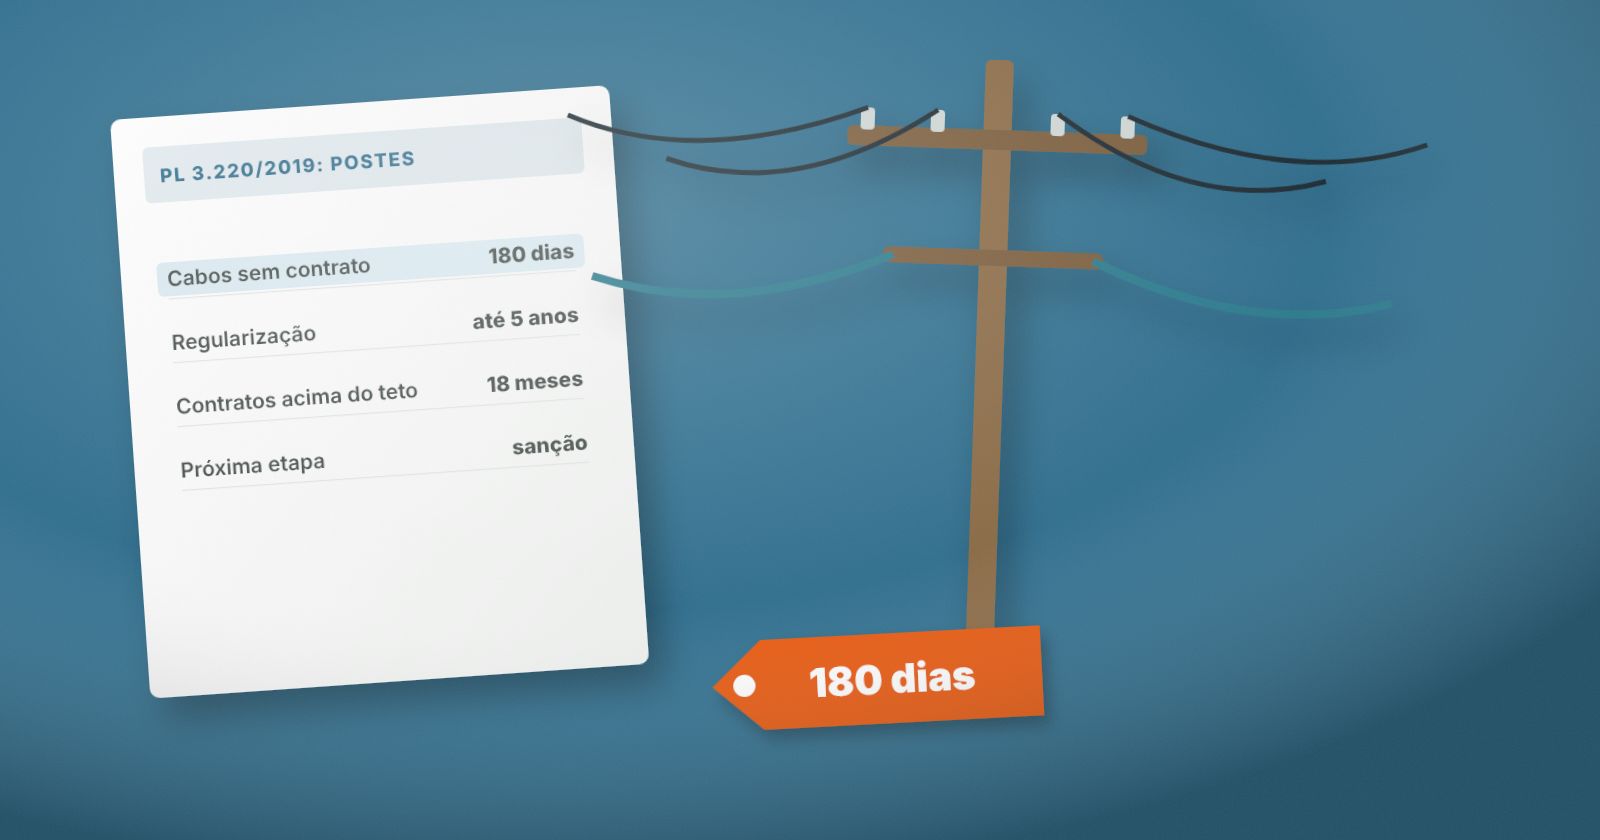 PL 3.220/2019: POSTES
Cabos sem contrato 180 dias
Regularização até 5 anos
Contratos acima do teto 18 meses
Próxima etapa sanção
180 dias